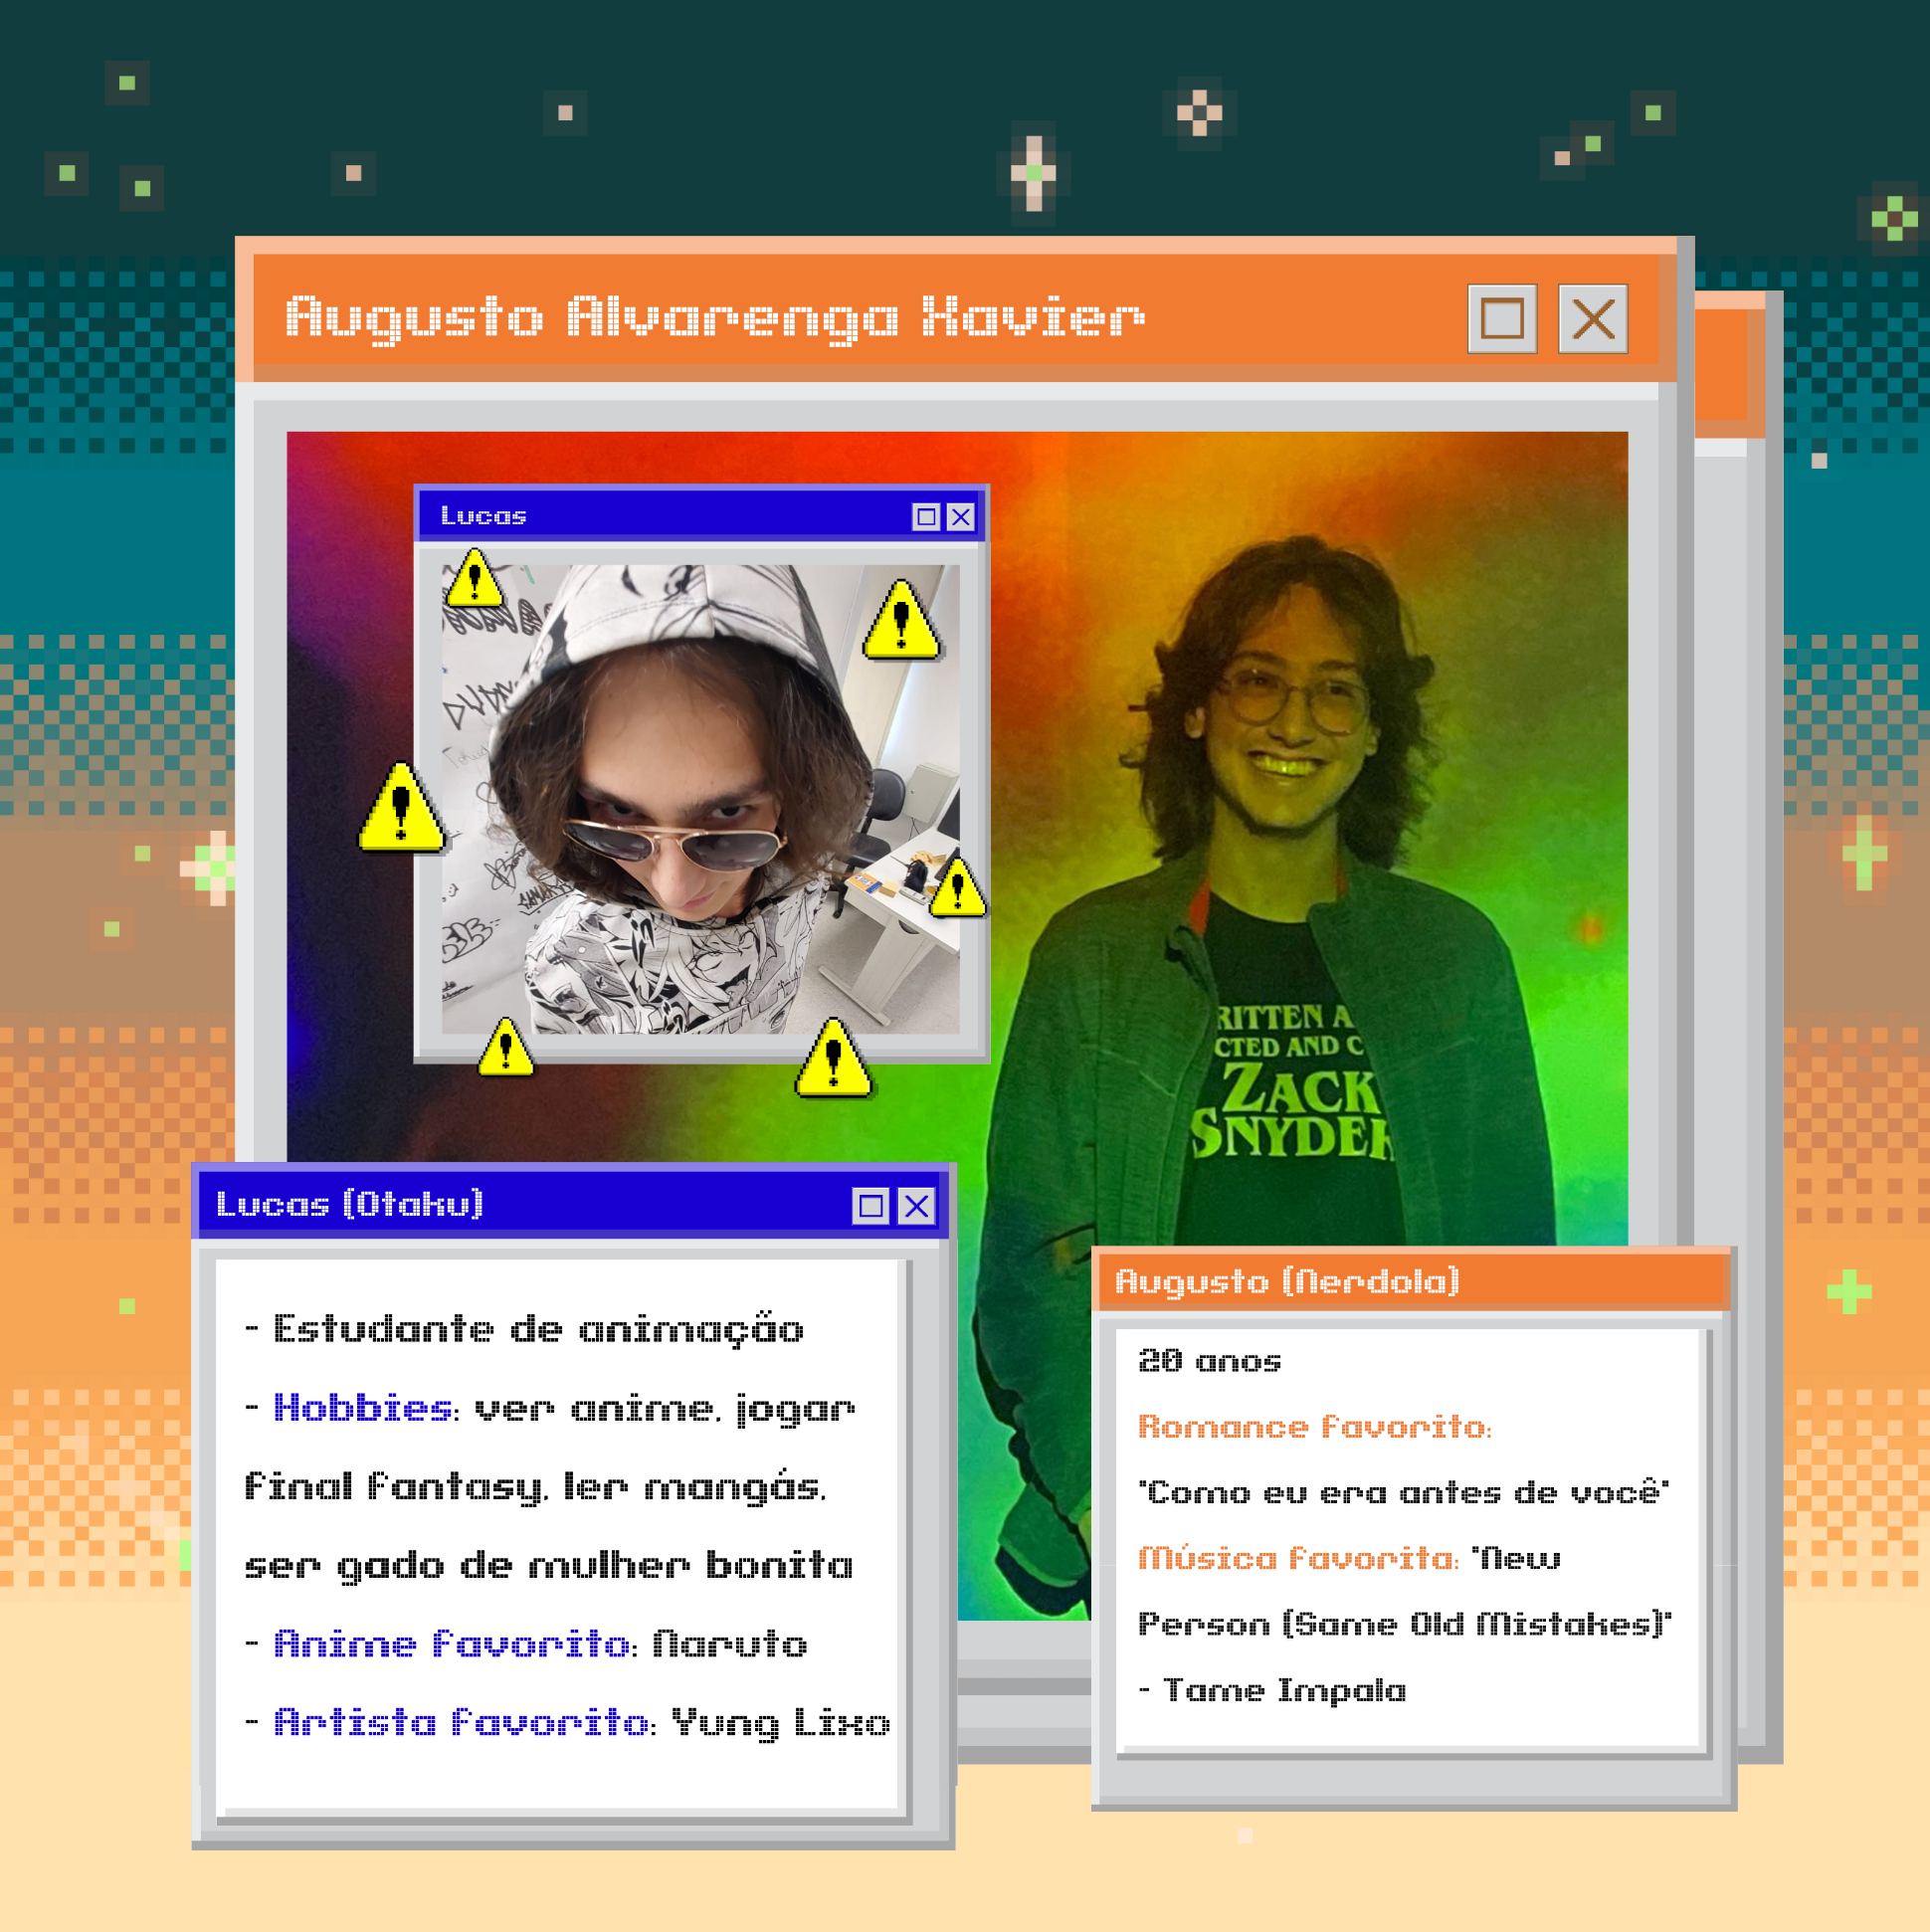 Augusto Alvarenga Xavier
Lucas
RITTEN A
CTED AND C
ZACK
SNYDER
Lucas (Otaku)
- Estudante de animação
- Hobbies: ver anime, jogar
final fantasy, ler mangás,
ser gado de mulher bonita
- Anime favorito: Naruto
- Artista favorito: Yung Lixo
Augusto (Nerdola)
20 anos
Romance favorito:
"Como eu era antes de você"
Música favorita: "New
Person (Same Old Mistakes)"
- Tame Impala